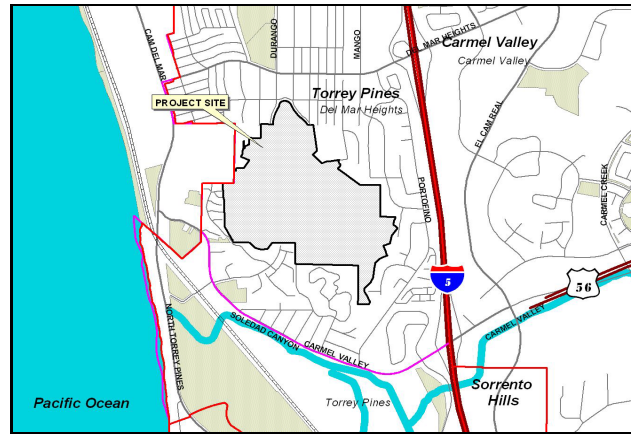 CAM DEL MAR
DURANGO
MANGO
DEL MAR HEIGHTS
Carmel Valley
Carmel Valley
Torrey Pines
Del Mar Heights
PROJECT SITE
EL CAM REAL
PORTOFINO
CARMEL CREEK
5
56
NORTH TORREY PINES
SOLEDAD CANYON
CARMEL VALLEY
CARMEL VALLEY
Pacific Ocean
Torrey Pines
Sorrento
Hills